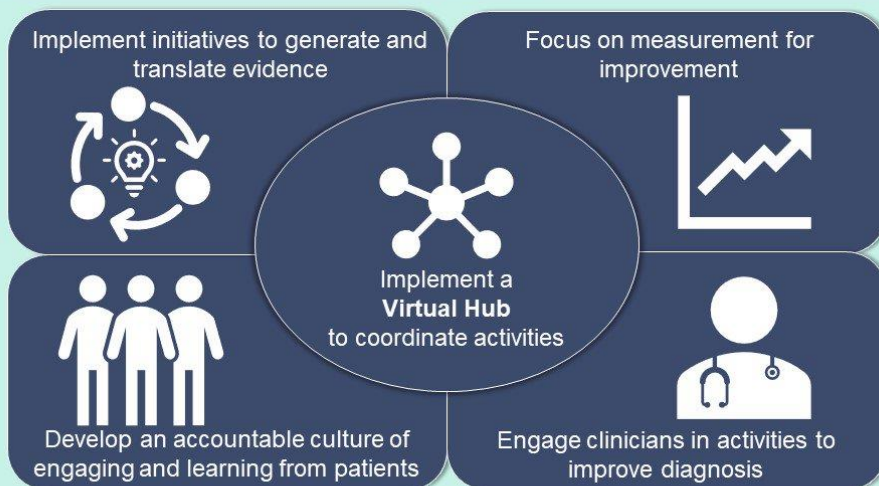 Implement initiatives to generate and
translate evidence
Focus on measurement for
improvement
Implement a
Virtual Hub
to coordinate activities
Develop an accountable culture of
engaging and learning from patients
Engage clinicians in activities to
improve diagnosis